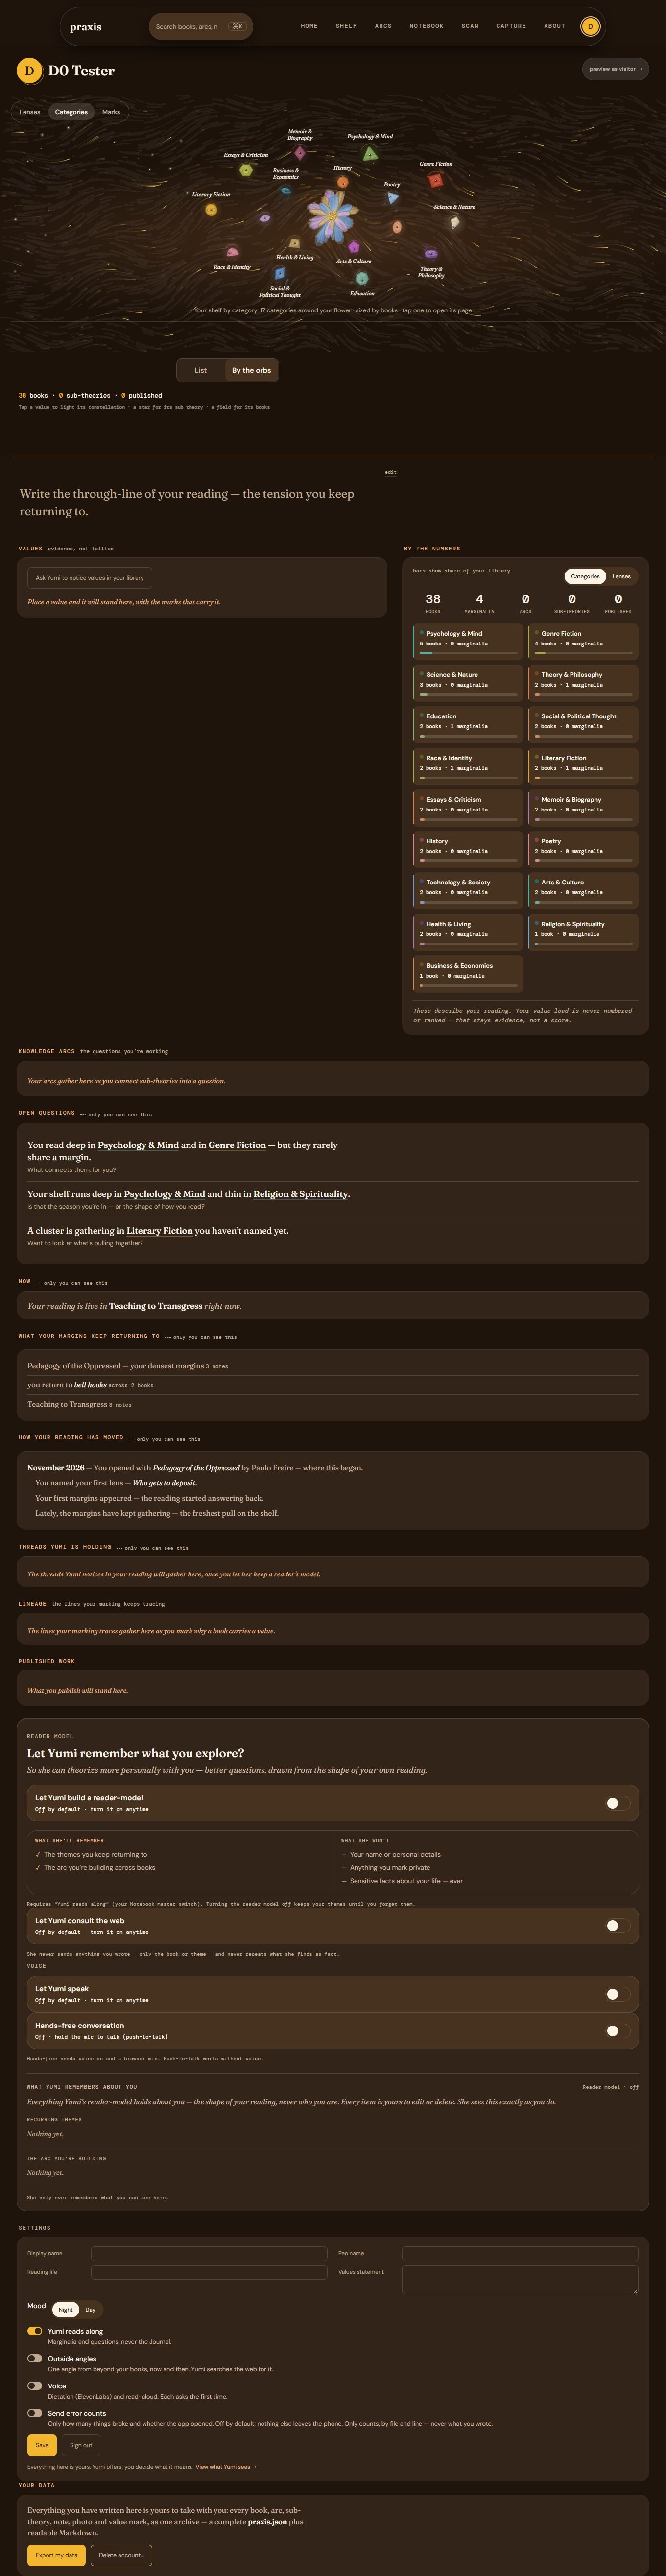 praxis
Search books, arcs, r
⌘K
HOME
SHELF
ARCS
NOTEBOOK
SCAN
CAPTURE
ABOUT
D
D
D0 Tester
preview as visitor →
Lenses
Categories
Marks
Memoir &
Biography
Psychology & Mind
Essays & Criticism
Business &
Economics
History
Genre Fiction
Poetry
Literary Fiction
Science & Nature
Race & Identity
Health & Living
Arts & Culture
Theory &
Philosophy
Social &
Political Thought
Education
Your shelf by category. 17 categories around your flower · sized by books · tap one to open its page
List
By the orbs
38 books · 0 sub-theories · 0 published
Tap a value to light its constellation · a star for its sub-theory · a field for its books
edit
Write the through-line of your reading — the tension you keep
returning to.
VALUES evidence, not tallies
Ask Yumi to notice values in your library
Place a value and it will stand here, with the marks that carry it.
BY THE NUMBERS
bars show share of your library
Categories
Lenses
38
BOOKS
4
MARGINALIA
0
ARCS
0
SUB-THEORIES
0
PUBLISHED
Psychology & Mind
5 books · 0 marginalia
Genre Fiction
4 books · 0 marginalia
Science & Nature
3 books · 0 marginalia
Theory & Philosophy
2 books · 1 marginalia
Education
2 books · 1 marginalia
Social & Political Thought
2 books · 0 marginalia
Race & Identity
2 books · 1 marginalia
Literary Fiction
2 books · 1 marginalia
Essays & Criticism
2 books · 0 marginalia
Memoir & Biography
2 books · 0 marginalia
History
2 books · 0 marginalia
Poetry
2 books · 0 marginalia
Technology & Society
2 books · 0 marginalia
Arts & Culture
2 books · 0 marginalia
Health & Living
2 books · 0 marginalia
Religion & Spirituality
1 book · 0 marginalia
Business & Economics
1 book · 0 marginalia
These describe your reading. Your value load is never numbered
or ranked — that stays evidence, not a score.
KNOWLEDGE ARCS the questions you're working
Your arcs gather here as you connect sub-theories into a question.
OPEN QUESTIONS — only you can see this
You read deep in Psychology & Mind and in Genre Fiction — but they rarely
share a margin.
What connects them, for you?
Your shelf runs deep in Psychology & Mind and thin in Religion & Spirituality.
Is that the season you're in — or the shape of how you read?
A cluster is gathering in Literary Fiction you haven't named yet.
Want to look at what's pulling together?
NOW — only you can see this
Your reading is live in Teaching to Transgress right now.
WHAT YOUR MARGINS KEEP RETURNING TO — only you can see this
Pedagogy of the Oppressed — your densest margins 3 notes
you return to bell hooks across 2 books
Teaching to Transgress 3 notes
HOW YOUR READING HAS MOVED — only you can see this
November 2026 — You opened with Pedagogy of the Oppressed by Paulo Freire — where this began.
You named your first lens — Who gets to deposit.
Your first margins appeared — the reading started answering back.
Lately, the margins have kept gathering — the freshest pull on the shelf.
THREADS YUMI IS HOLDING — only you can see this
The threads Yumi notices in your reading will gather here, once you let her keep a reader's model.
LINEAGE the lines your marking keeps tracing
The lines your marking traces gather here as you mark why a book carries a value.
PUBLISHED WORK
What you publish will stand here.
READER MODEL
Let Yumi remember what you explore?
So she can theorize more personally with you — better questions, drawn from the shape of your own reading.
Let Yumi build a reader-model
Off by default · turn it on anytime
WHAT SHE'LL REMEMBER
✓ The themes you keep returning to
✓ The arc you're building across books
WHAT SHE WON'T
— Your name or personal details
— Anything you mark private
— Sensitive facts about your life — ever
Requires "Yumi reads along" (your Notebook master switch). Turning the reader-model off keeps your themes until you forget them.
Let Yumi consult the web
Off by default · turn it on anytime
She never sends anything you wrote — only the book or theme — and never repeats what she finds as fact.
VOICE
Let Yumi speak
Off by default · turn it on anytime
Hands-free conversation
Off · hold the mic to talk (push-to-talk)
Hands-free needs voice on and a browser mic. Push-to-talk works without voice.
WHAT YUMI REMEMBERS ABOUT YOU
Reader-model · off
Everything Yumi's reader-model holds about you — the shape of your reading, never who you are. Every item is yours to edit or delete. She sees this exactly as you do.
RECURRING THEMES
Nothing yet.
THE ARC YOU'RE BUILDING
Nothing yet.
She only ever remembers what you can see here.
SETTINGS
Display name
Pen name
Reading life
Values statement
Mood
Night
Day
Yumi reads along
Marginalia and questions, never the Journal.
Outside angles
One angle from beyond your books, now and then. Yumi searches the web for it.
Voice
Dictation (ElevenLabs) and read-aloud. Each asks the first time.
Send error counts
Only how many things broke and whether the app opened. Off by default; nothing else leaves the phone. Only counts, by file and line — never what you wrote.
Save
Sign out
Everything here is yours. Yumi offers; you decide what it means. View what Yumi sees →
YOUR DATA
Everything you have written here is yours to take with you: every book, arc, sub-
theory, note, photo and value mark, as one archive — a complete praxis.json plus
readable Markdown.
Export my data
Delete account…